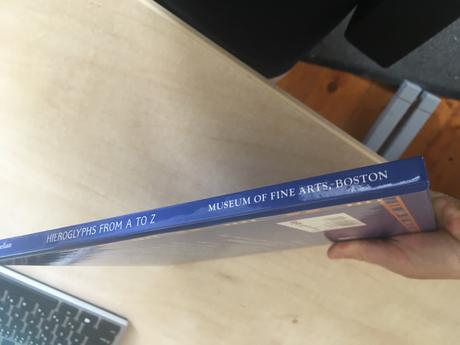 HIEROGLYPHS FROM A TO Z MUSEUM OF FINE ARTS, BOSTON